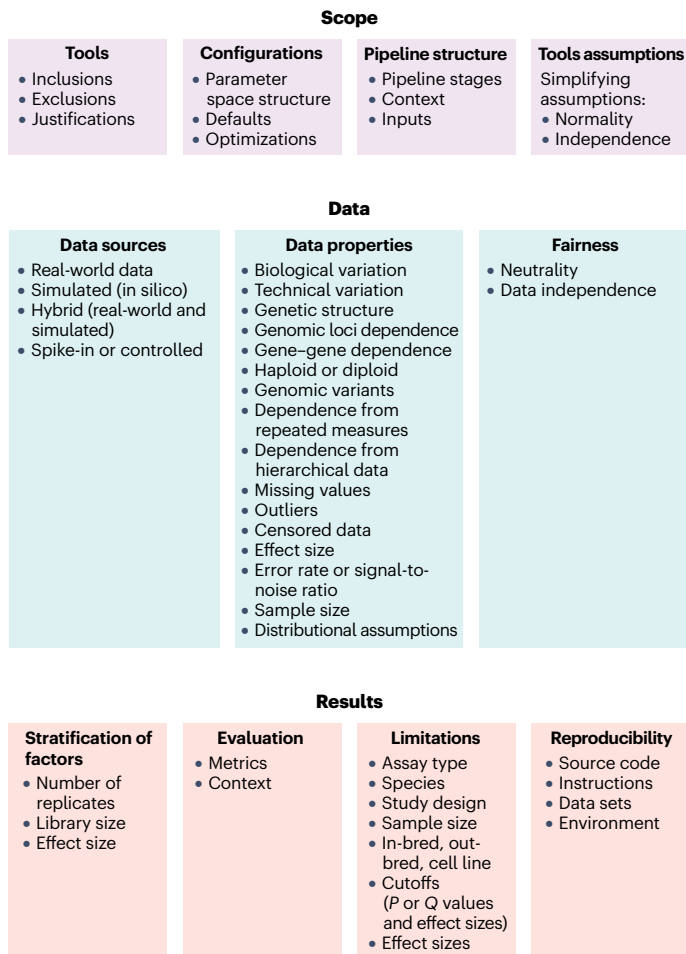 Scope
Tools
• Inclusions
• Exclusions
• Justifications
Configurations
• Parameter
space structure
• Defaults
• Optimizations
Pipeline structure
• Pipeline stages
• Context
• Inputs
Tools assumptions
Simplifying
assumptions:
• Normality
• Independence
Data
Data sources
• Real-world data
• Simulated (in silico)
• Hybrid (real-world and
simulated)
• Spike-in or controlled
Data properties
• Biological variation
• Technical variation
• Genetic structure
• Genomic loci dependence
• Gene–gene dependence
• Haploid or diploid
• Genomic variants
• Dependence from
repeated measures
• Dependence from
hierarchical data
• Missing values
• Outliers
• Censored data
• Effect size
• Error rate or signal-to-
noise ratio
• Sample size
• Distributional assumptions
Fairness
• Neutrality
• Data independence
Results
Stratification of
factors
• Number of
replicates
• Library size
• Effect size
Evaluation
• Metrics
• Context
Limitations
• Assay type
• Species
• Study design
• Sample size
• In-bred, out-
bred, cell line
• Cutoffs
(P or Q values
and effect sizes)
• Effect sizes
Reproducibility
• Source code
• Instructions
• Data sets
• Environment